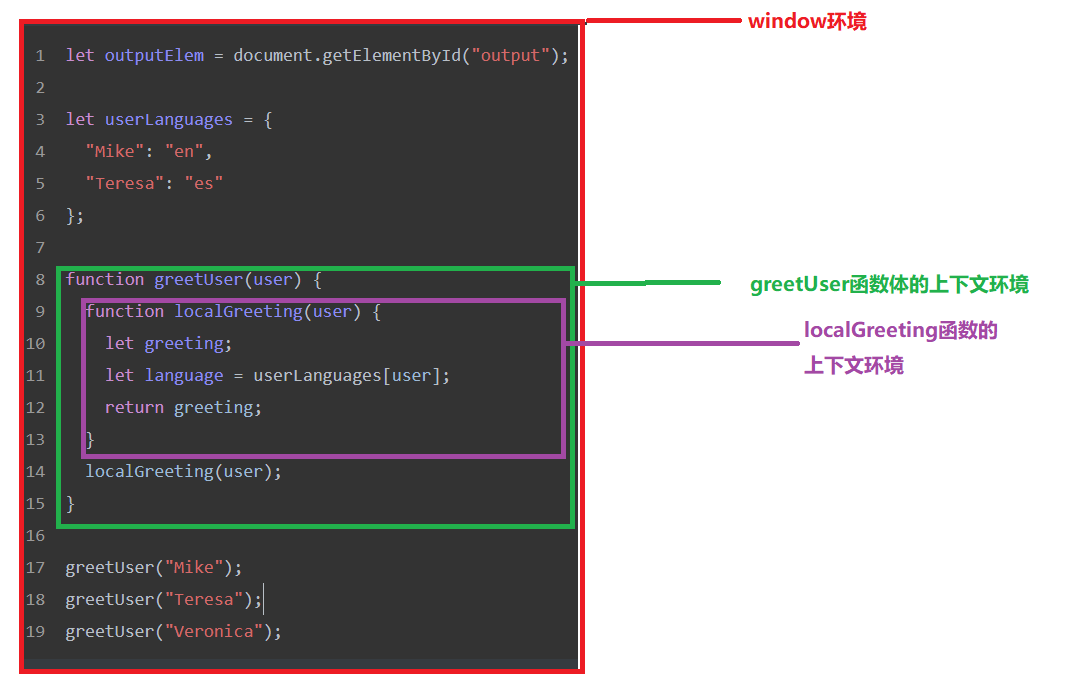 window环境
1 let outputElem = document.getElementById("output");
2
3 let userLanguages = {
4 "Mike": "en",
5 "Teresa": "es"
6 };
7
8 function greetUser(user) {
greetUser函数体的上下文环境
9 function localGreeting(user) {
localGreeting函数的
10 let greeting;
上下文环境
11 let language = userLanguages[user];
12 return greeting;
13 }
14 localGreeting(user);
15 }
16
17 greetUser("Mike");
18 greetUser("Teresa");
19 greetUser("Veronica");